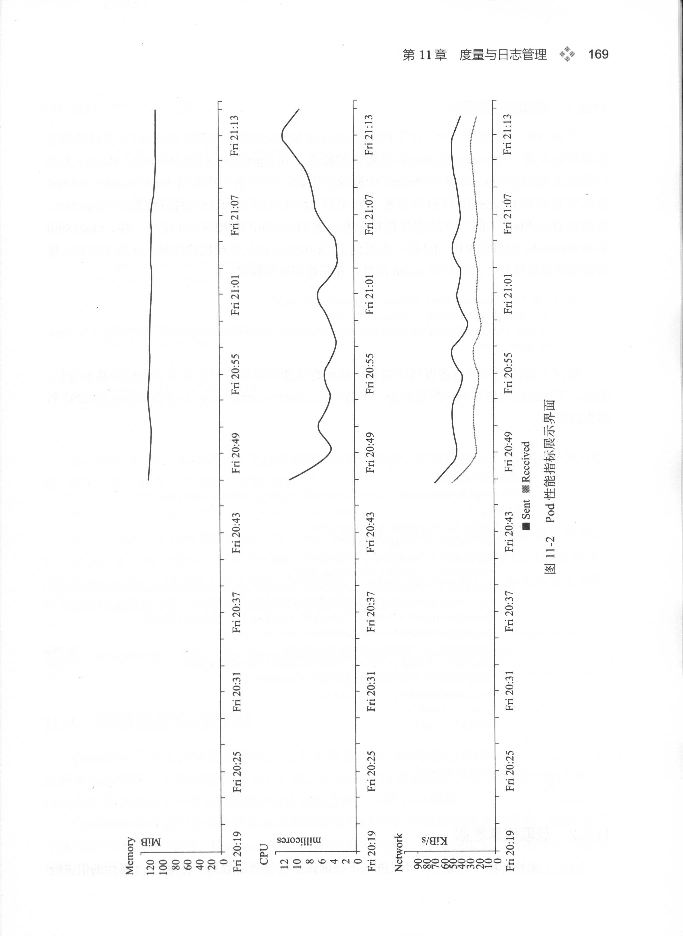 第 11 章 度量与日志管理 169
Memory
MiB
120
100
80
60
40
20
0
Fri 20:19
Fri 20:25
Fri 20:31
Fri 20:37
Fri 20:43
Fri 20:49
Fri 20:55
Fri 21:01
Fri 21:07
Fri 21:13
CPU
millicores
12
10
8
6
4
2
0
Fri 20:19
Fri 20:25
Fri 20:31
Fri 20:37
Fri 20:43
Fri 20:49
Fri 20:55
Fri 21:01
Fri 21:07
Fri 21:13
Network
KiB/s
90
80
70
60
50
40
30
20
10
0
Fri 20:19
Fri 20:25
Fri 20:31
Fri 20:37
Fri 20:43
Fri 20:49
Fri 20:55
Fri 21:01
Fri 21:07
Fri 21:13
Sent Received
图 11-2 Pod 性能指标展示界面